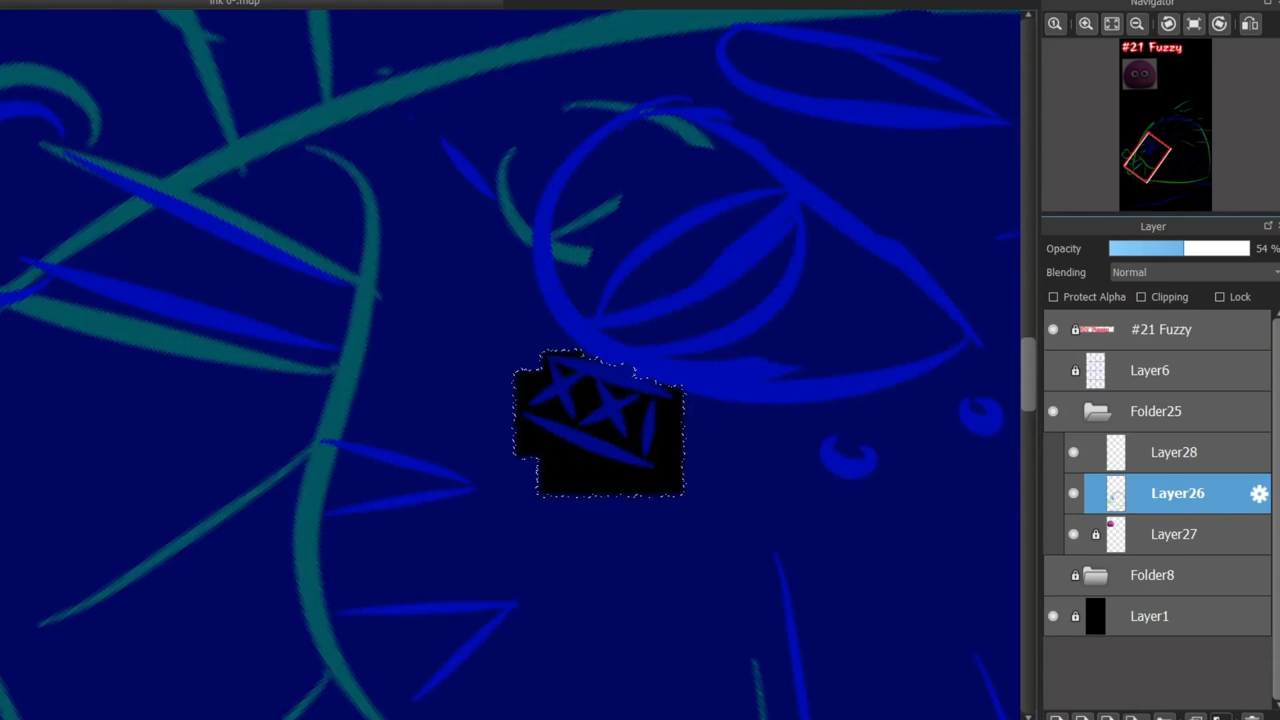 Ink 6-.mdp
Navigator
#21 Fuzzy
Layer
Opacity 54 %
Blending Normal
Protect Alpha Clipping Lock
#21 Fuzzy
Layer6
Folder25
Layer28
Layer26
Layer27
Folder8
Layer1